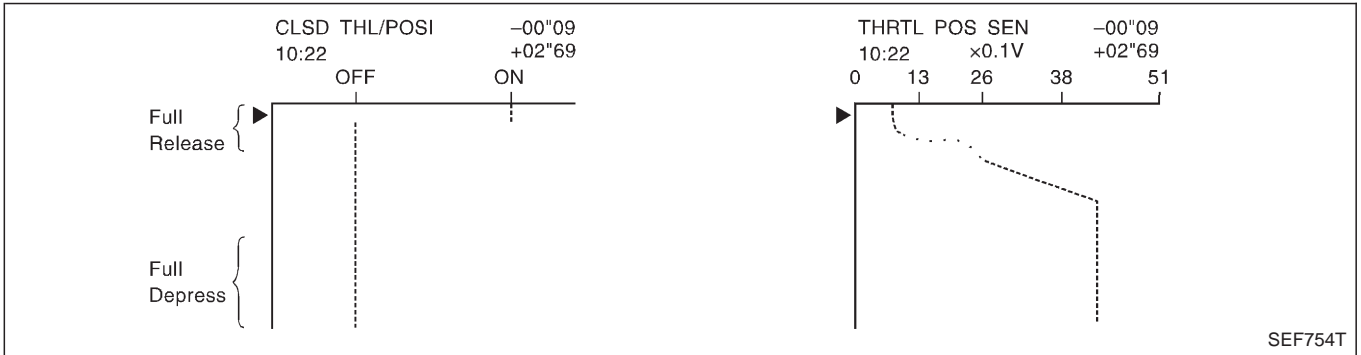 CLSD THL/POSI –00"09
10:22 +02"69
OFF ON
Full
Release
Full
Depress
THRTL POS SEN –00"09
10:22 ×0.1V +02"69
0 13 26 38 51
SEF754T